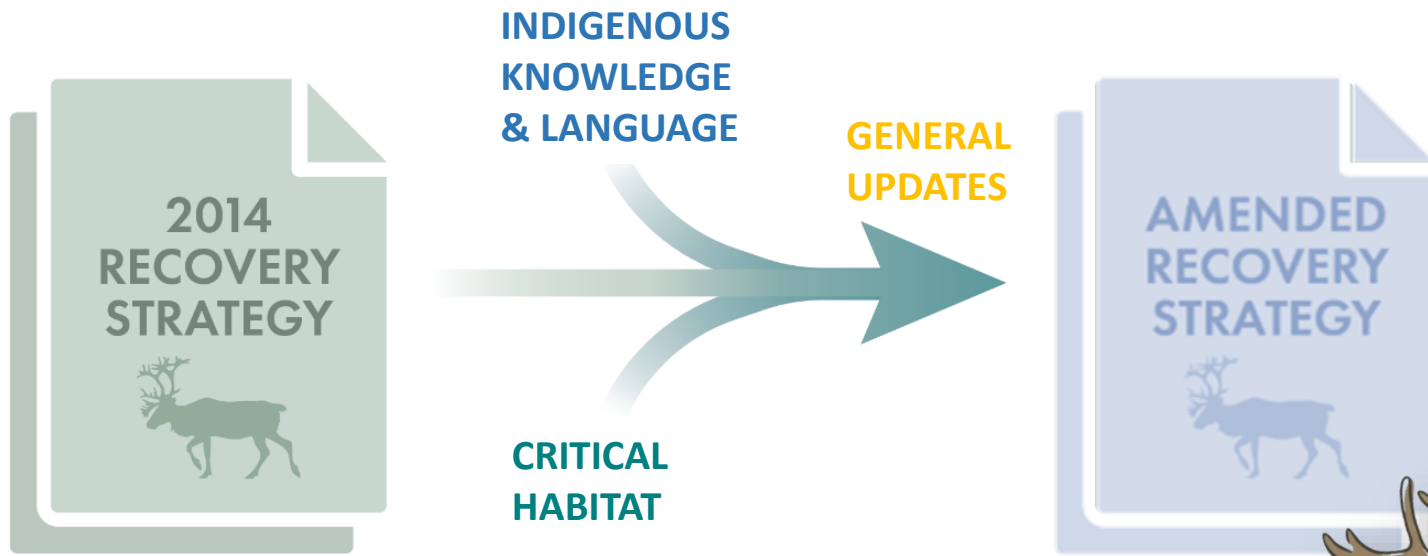 INDIGENOUS
KNOWLEDGE
& LANGUAGE
GENERAL
UPDATES
2014
RECOVERY
STRATEGY
AMENDED
RECOVERY
STRATEGY
CRITICAL
HABITAT